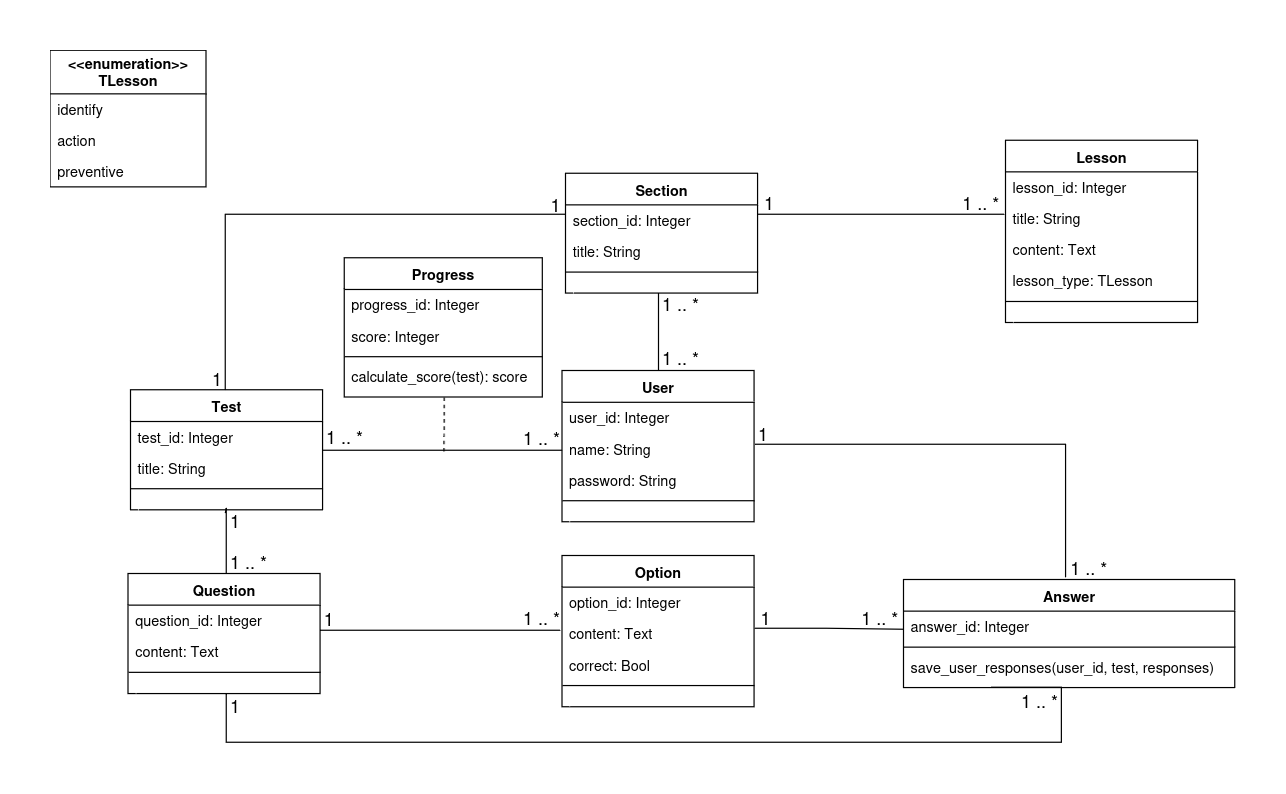 <<enumeration>>
TLesson
identify
action
preventive
Lesson
lesson_id: Integer
title: String
content: Text
lesson_type: TLesson
Section
section_id: Integer
title: String
1
1
1 .. *
Progress
progress_id: Integer
score: Integer
calculate_score(test): score
1 .. *
1 .. *
1
Test
test_id: Integer
title: String
User
user_id: Integer
name: String
password: String
1 .. *
1 .. *
1
1
1 .. *
1 .. *
Question
question_id: Integer
content: Text
Option
option_id: Integer
content: Text
correct: Bool
Answer
answer_id: Integer
save_user_responses(user_id, test, responses)
1
1 .. *
1
1 .. *
1
1 .. *